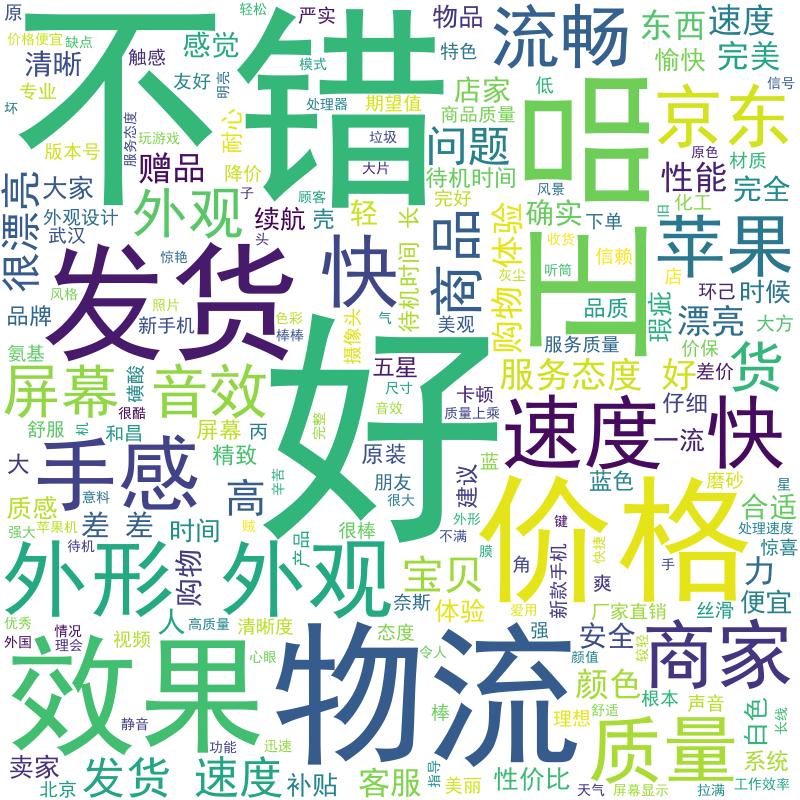 原
轻松
严实
物品
流畅
东西
速度
价格便宜
缺点
感觉
特色
愉快
完美
不错
清晰
触感
模式
店家
低
信号
专业
友好
明亮
处理器
期望值
商品质量
品
京东
坏
服务态度
玩游戏
耐心
垃圾
问题
原色
版本号
赠品
降价
大片
待机时间
风景
性能
材质
很漂亮
大家
子
顾客
完好
旧
化工
完全
外观设计
外观
续航
壳
轻
长
商品
体验
确实
下单
武汉
头
快
待机时间
购物
收货
信赖
店
苹果
惊艳
发货
气
灰尘
听筒
正
环己
时候
风格
照片
色彩
摄像头
美观
品质
瑕疵
漂亮
大方
品牌
新手机
棒棒
服务质量
价保
氨基
横酸
好
五星
卡顿
服务态度
好
差价
货
屏幕
音效
尺寸
质量上乘
仔细
很酷
完整
音效
速度
快
舒服
机
和昌
屏幕
丙
原装
一流
大
手感
精致
辛苦
朋友
建议
蓝
蓝色
磨砂
星
质感
意料
高
很大
价格
合适
强大
苹果机
差
差
时间
很棒
外形
不满
处理速度
待机
产品
键
快捷
惊喜
外形
购物
外观
宝贝
膜
角
新款手机
爽
手
力
便宜
优秀
人
奈斯
体验
爱用
厂家直销
丝滑
外国
情况
理会
高质量
清晰度
视频
态度
强
安全
商家
效果
心眼
物流
令人
颜值
较轻
颜色
根本
声音
白色
长线
静音
棒
理想
舒适
质量
卖家
功能
迅速
系统
北京
发货
速度
补贴
客服
指导
美丽
性价比
天气
屏幕显示
拉满
工作效率